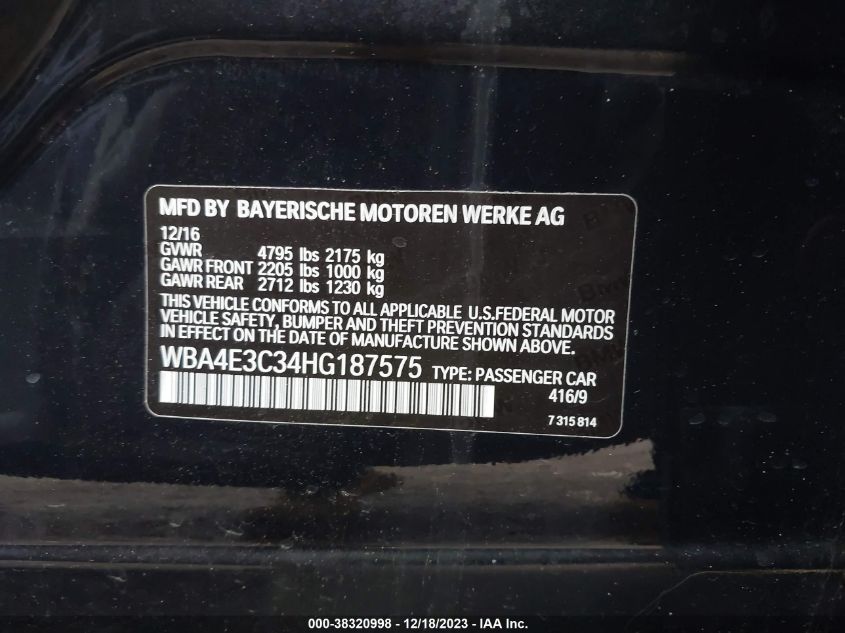 MFD BY BAYERISCHE MOTOREN WERKE AG
12/16
GVWR 4795 lbs 2175 kg
GAWR FRONT 2205 lbs 1000 kg
GAWR REAR 2712 lbs 1230 kg
THIS VEHICLE CONFORMS TO ALL APPLICABLE U.S.FEDERAL MOTOR
VEHICLE SAFETY, BUMPER AND THEFT PREVENTION STANDARDS
IN EFFECT ON THE DATE OF MANUFACTURE SHOWN ABOVE.
WBA4E3C34HG187575 TYPE: PASSENGER CAR
416/9
7 315 814
000-38320998 - 12/18/2023 - IAA Inc.